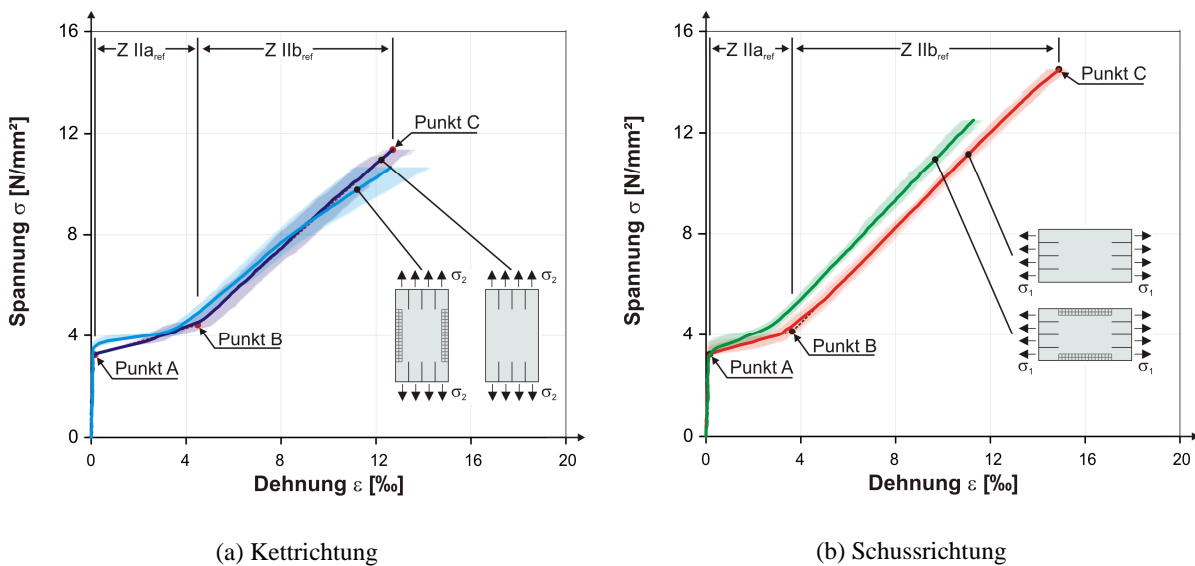 16
12
8
4
0
0
4
8
12
16
20
Spannung σ [N/mm²]
Dehnung ε [‰]
Z IIa_ref
Z IIb_ref
Punkt C
Punkt B
Punkt A
σ₂
σ₂
σ₂
σ₂
(a) Kettrichtung
16
12
8
4
0
0
4
8
12
16
20
Spannung σ [N/mm²]
Dehnung ε [‰]
Z IIa_ref
Z IIb_ref
Punkt C
Punkt B
Punkt A
σ₁
σ₁
σ₁
σ₁
(b) Schussrichtung